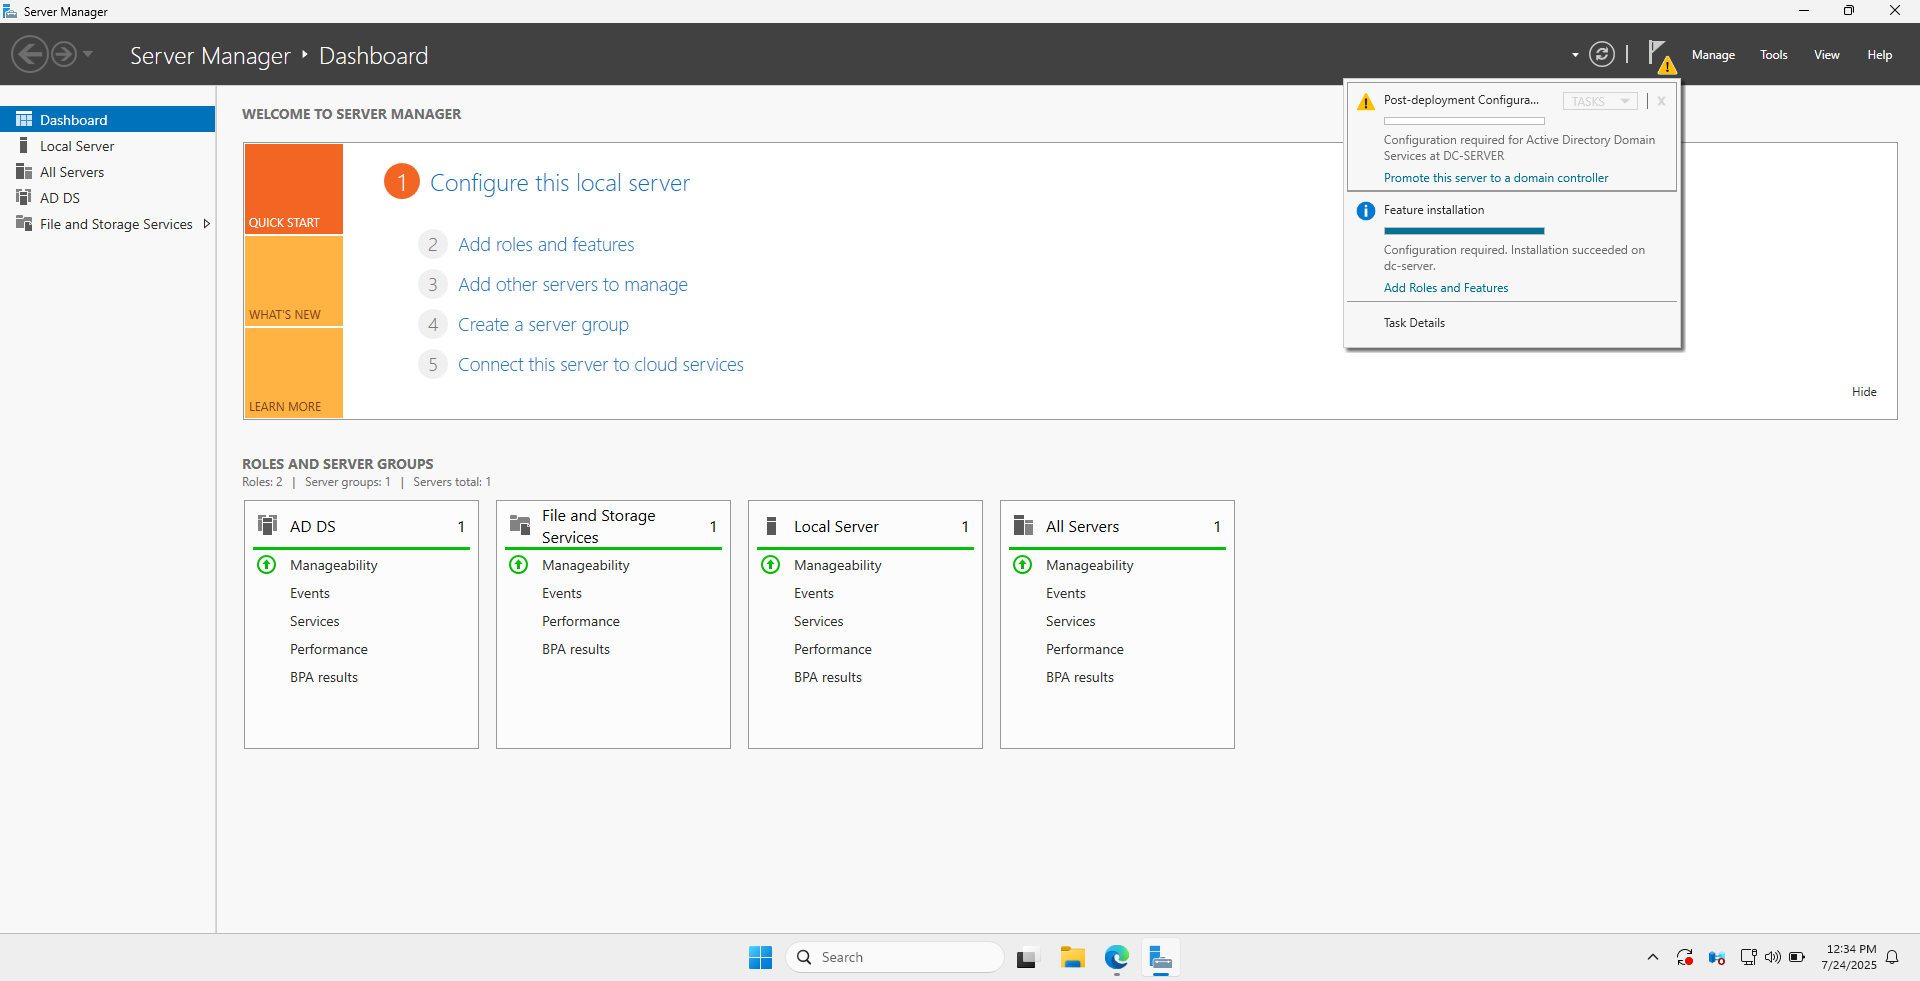 Server Manager
Server Manager ‣ Dashboard
Manage
Tools
View
Help
Dashboard
Local Server
All Servers
AD DS
File and Storage Services
WELCOME TO SERVER MANAGER
QUICK START
WHAT'S NEW
LEARN MORE
1 Configure this local server
2 Add roles and features
3 Add other servers to manage
4 Create a server group
5 Connect this server to cloud services
Hide
Post-deployment Configura...
TASKS
X
Configuration required for Active Directory Domain
Services at DC-SERVER
Promote this server to a domain controller
Feature installation
Configuration required. Installation succeeded on
dc-server.
Add Roles and Features
Task Details
ROLES AND SERVER GROUPS
Roles: 2 | Server groups: 1 | Servers total: 1
AD DS 1
Manageability
Events
Services
Performance
BPA results
File and Storage
Services
1
Manageability
Events
Performance
BPA results
Local Server 1
Manageability
Events
Services
Performance
BPA results
All Servers 1
Manageability
Events
Services
Performance
BPA results
Search
12:34 PM
7/24/2025